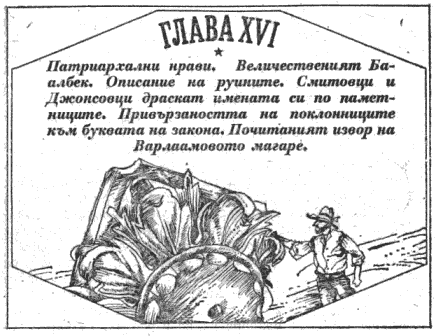 ГЛАВА XVI
Патриархални нрави. Величественият Ба-
албек. Описание на руините. Смитовци и
Джонсовци драскат имената си по памет-
ниците. Привързаността на поклонниците
към буквата на закона. Почитаният извор на
Варлаамовото магаре.